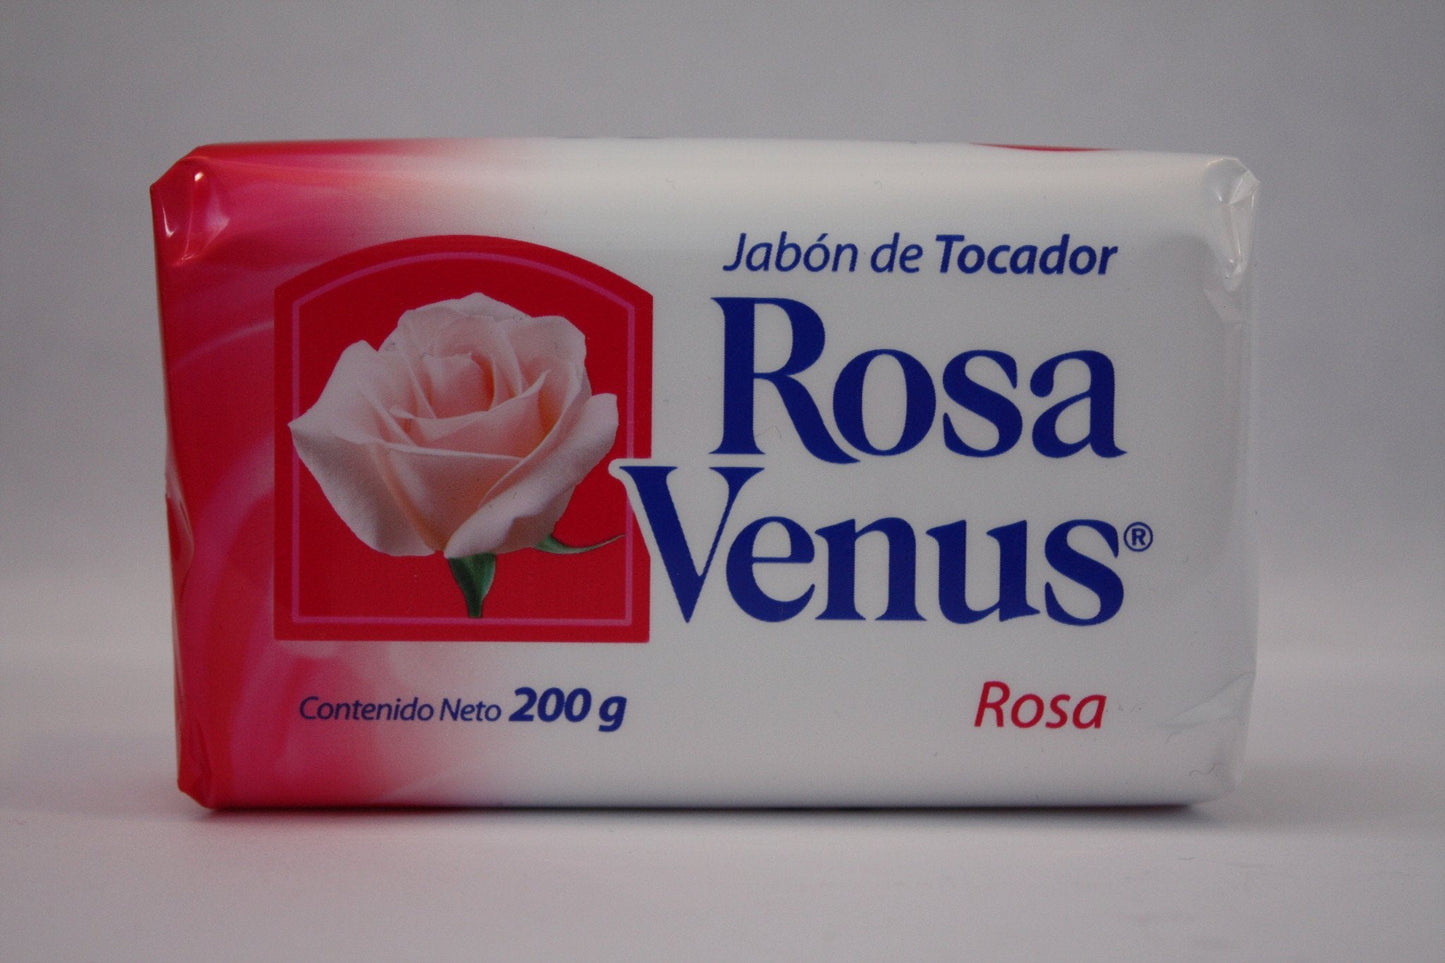 Jabón de Tocador
Rosa
Venus®
Contenido Neto 200 g
Rosa